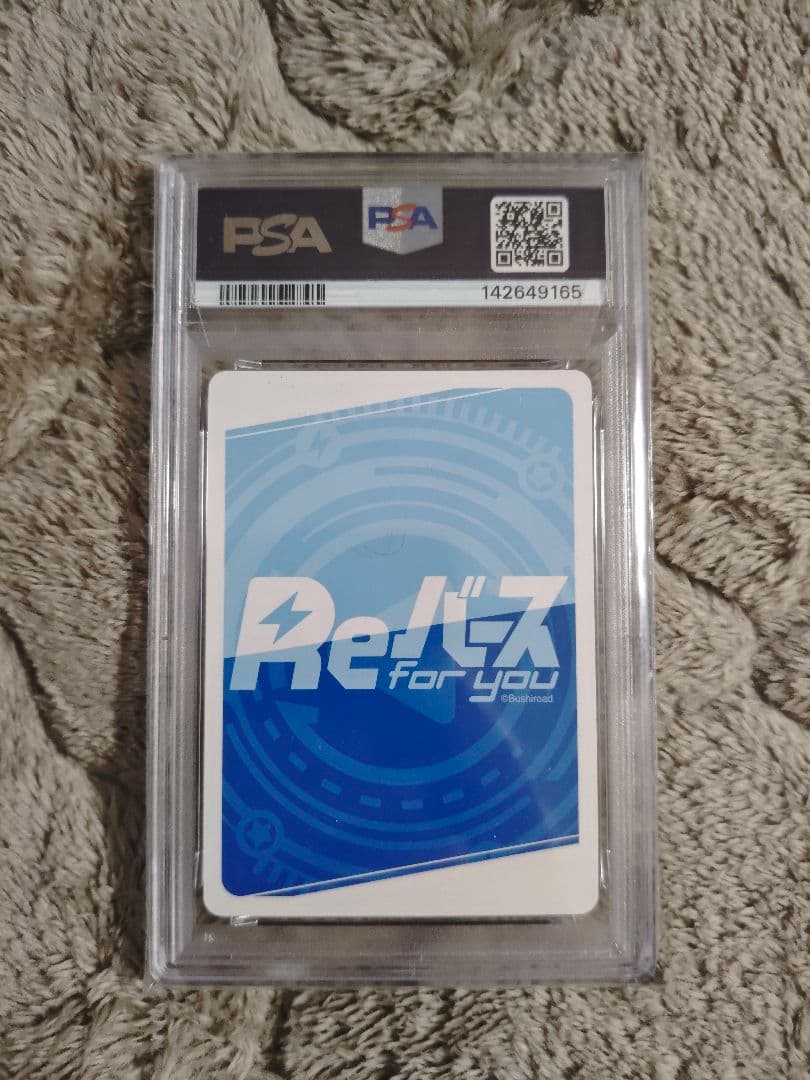 PSA
PSA
142649165
Reバース
for you
©Bushiroad